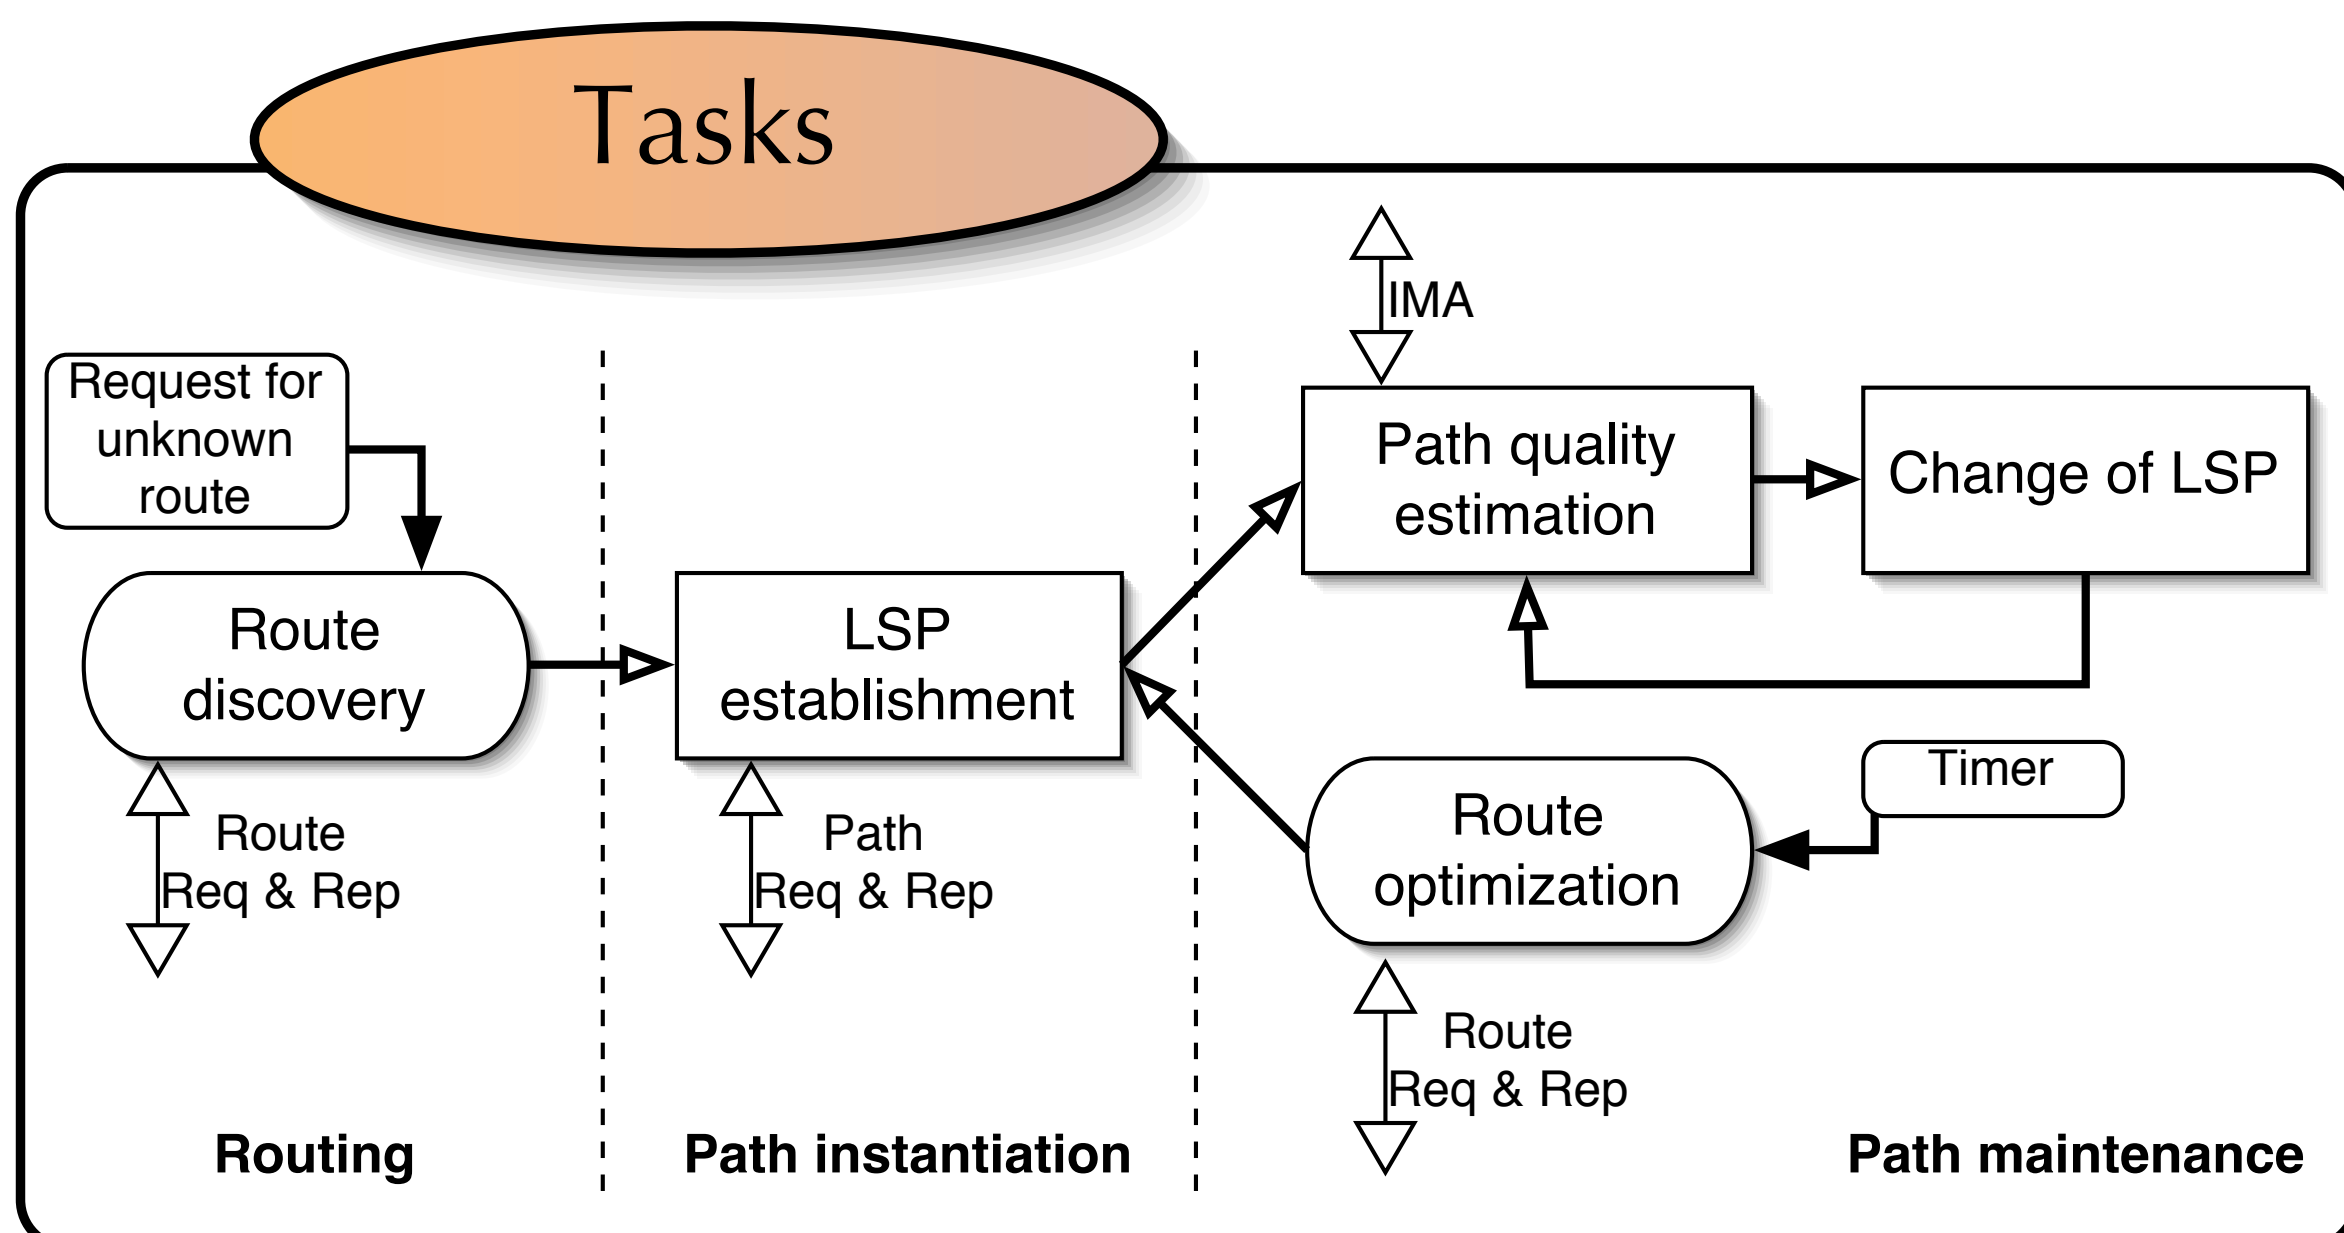 Tasks
IMA
Request for
unknown
route
Path quality
estimation
Change of LSP
Route
discovery
LSP
establishment
Timer
Route
optimization
Route
Req & Rep
Path
Req & Rep
Route
Req & Rep
Routing
Path instantiation
Path maintenance